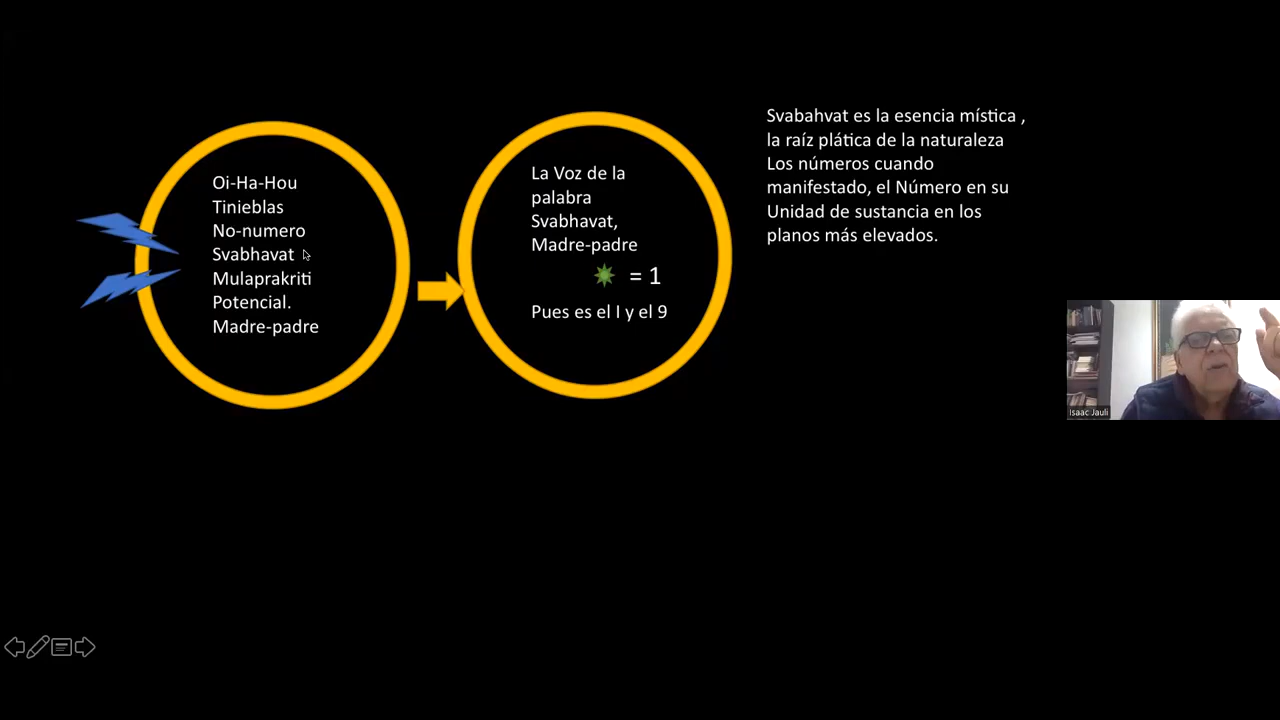 Oi-Ha-Hou
Tinieblas
No-numero
Svabhavat
Mulaprakriti
Potencial.
Madre-padre
La Voz de la
palabra
Svabhavat,
Madre-padre
= 1
Pues es el I y el 9
Svabahvat es la esencia mística ,
la raíz plática de la naturaleza
Los números cuando
manifestado, el Número en su
Unidad de sustancia en los
planos más elevados.
Isaac Jauli